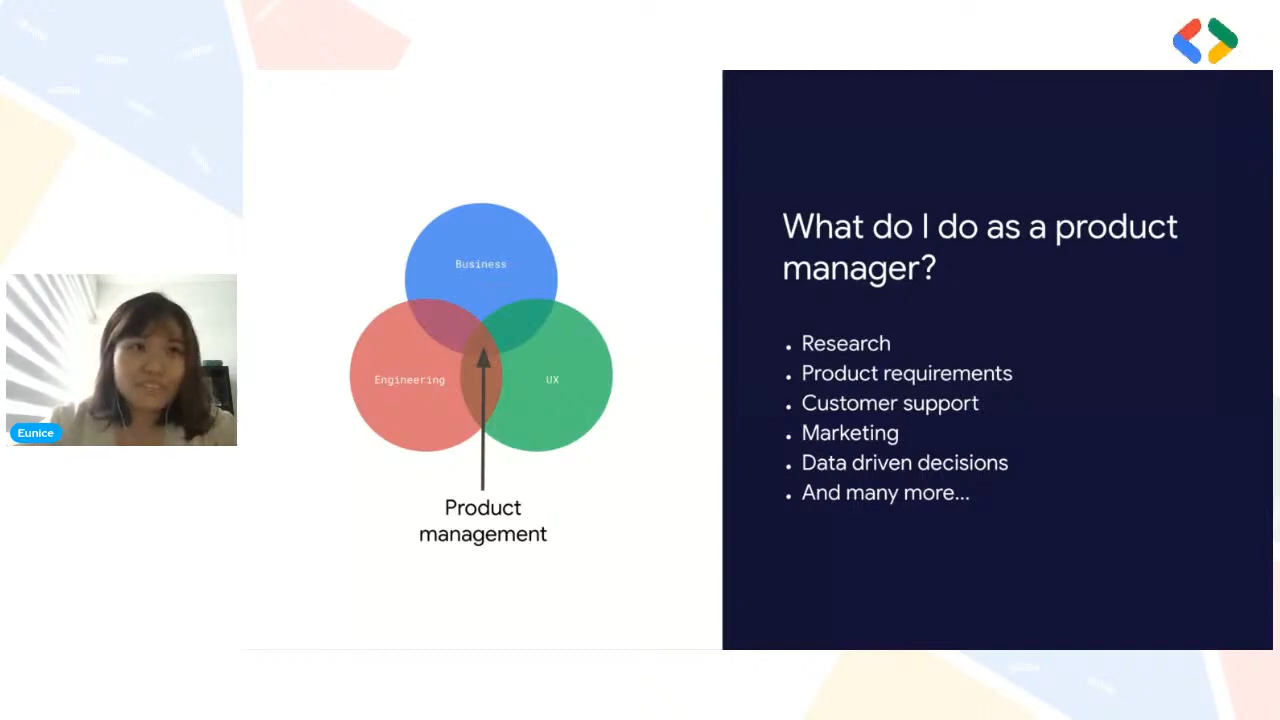 Business
Engineering
UX
Product
management
What do I do as a product
manager?
• Research
• Product requirements
• Customer support
• Marketing
• Data driven decisions
• And many more...
Eunice